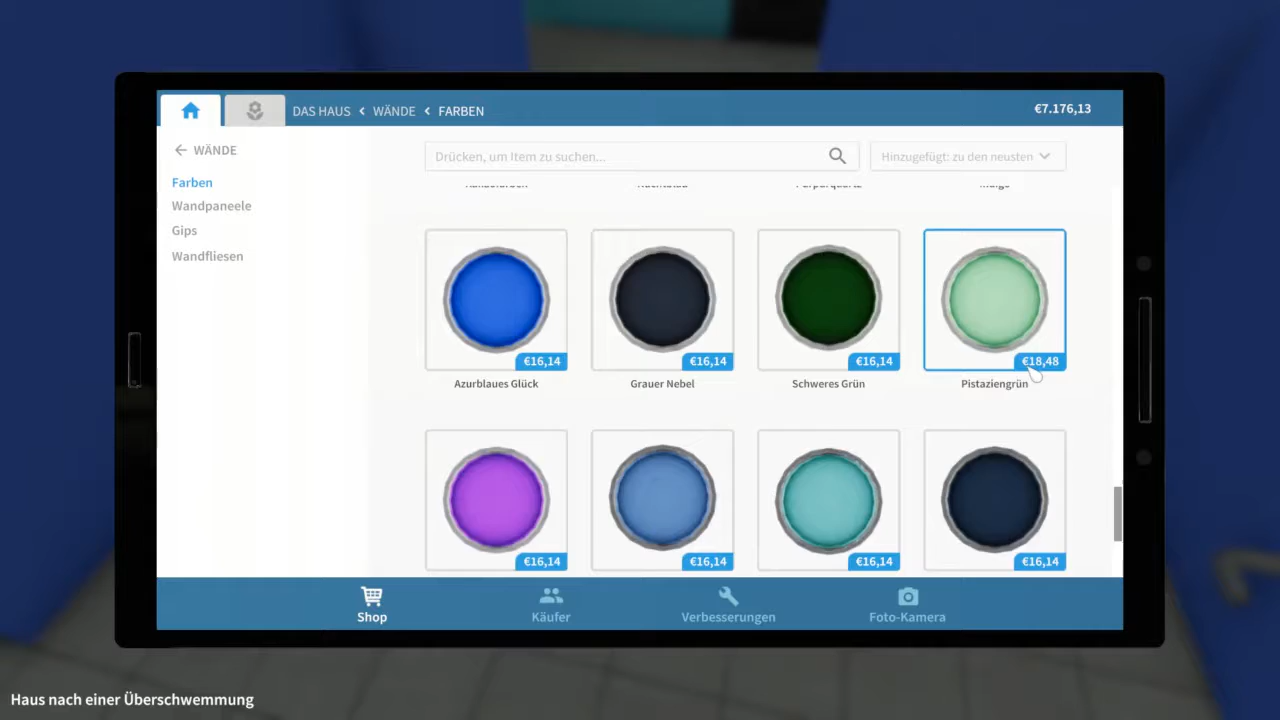 DAS HAUS < WÄNDE < FARBEN
€7.176,13
WÄNDE
Farben
Wandpaneele
Gips
Wandfliesen
Drücken, um Item zu suchen...
Hinzugefügt: zu den neusten
€16,14
€16,14
€16,14
€18,48
Azurblaues Glück
Grauer Nebel
Schweres Grün
Pistaziengrün
€16,14
€16,14
€16,14
€16,14
Shop
Käufer
Verbesserungen
Foto-Kamera
Haus nach einer Überschwemmung